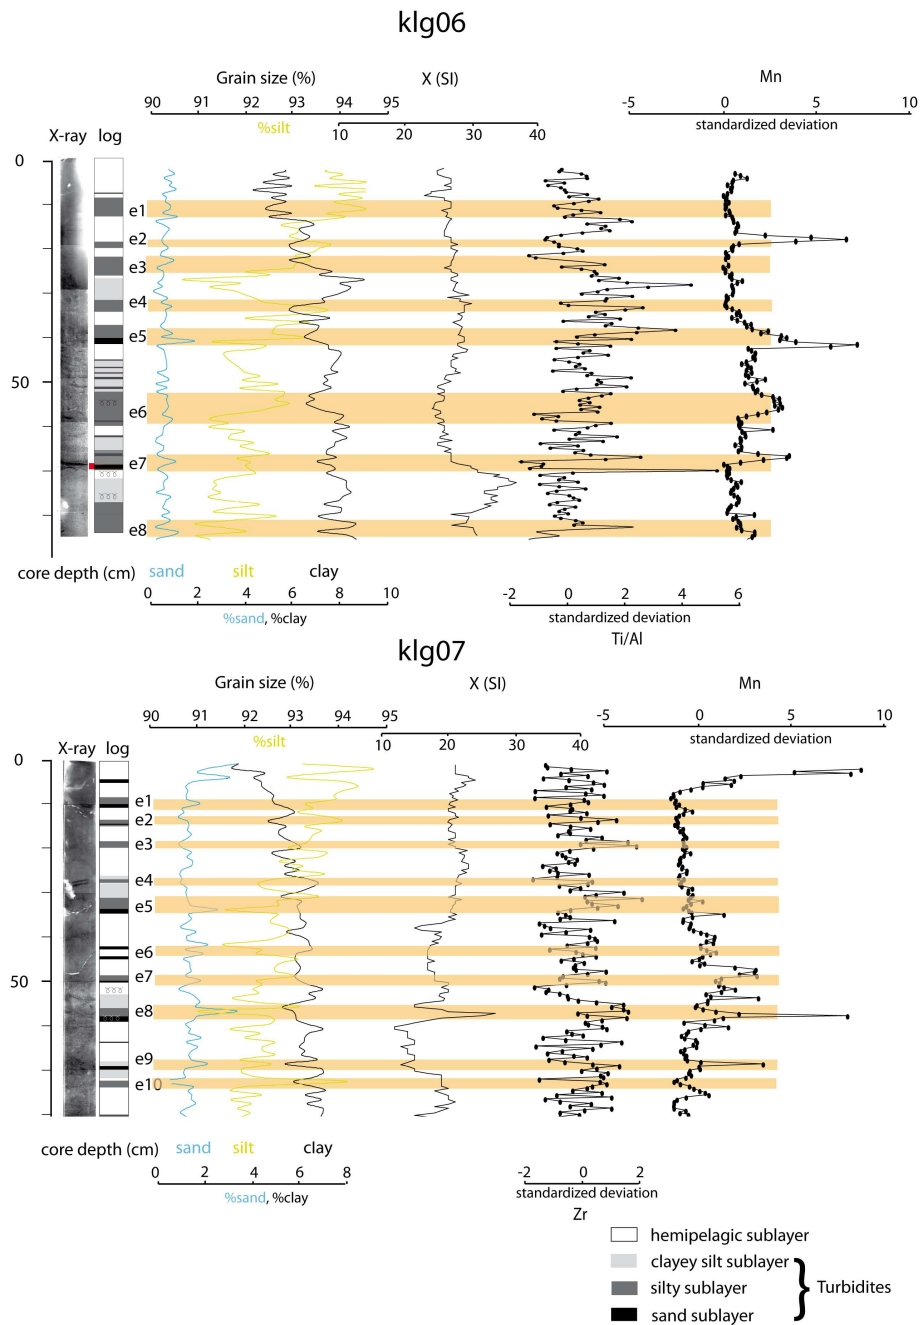 klg06
Grain size (%) X (SI) Mn
90 91 92 93 94 95 -5 0 5 10
%silt 10 20 30 40 standardized deviation
X-ray log
0
e1
e2
e3
e4
e5
50
e6
e7
e8
core depth (cm) sand silt clay
0 2 4 6 8 10 -2 0 2 4 6
%sand, %clay standardized deviation
Ti/Al
klg07
Grain size (%) X (SI) Mn
90 91 92 93 94 95 -5 0 5 10
%silt 10 20 30 40 standardized deviation
X-ray log
0
e1
e2
e3
e4
e5
e6
50
e7
e8
e9
e10
core depth (cm) sand silt clay
0 2 4 6 8 -2 0 2
%sand, %clay standardized deviation
Zr
hemipelagic sublayer
clayey silt sublayer
silty sublayer } Turbidites
sand sublayer